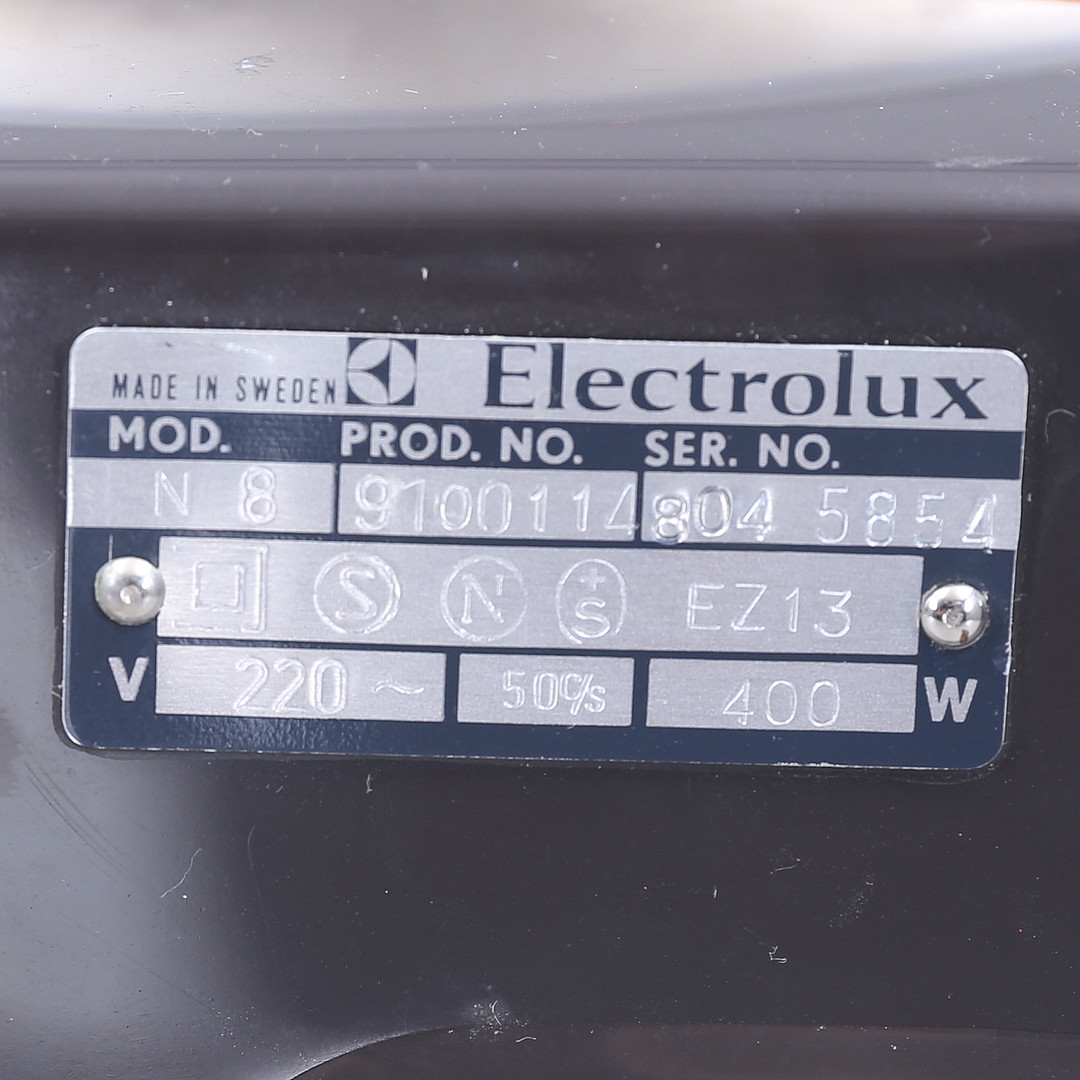 MADE IN SWEDEN Electrolux
MOD. PROD. NO. SER. NO.
N 8 9100114 804 5854
S N +S EZ13
V 220 ~ 50c/s 400 W